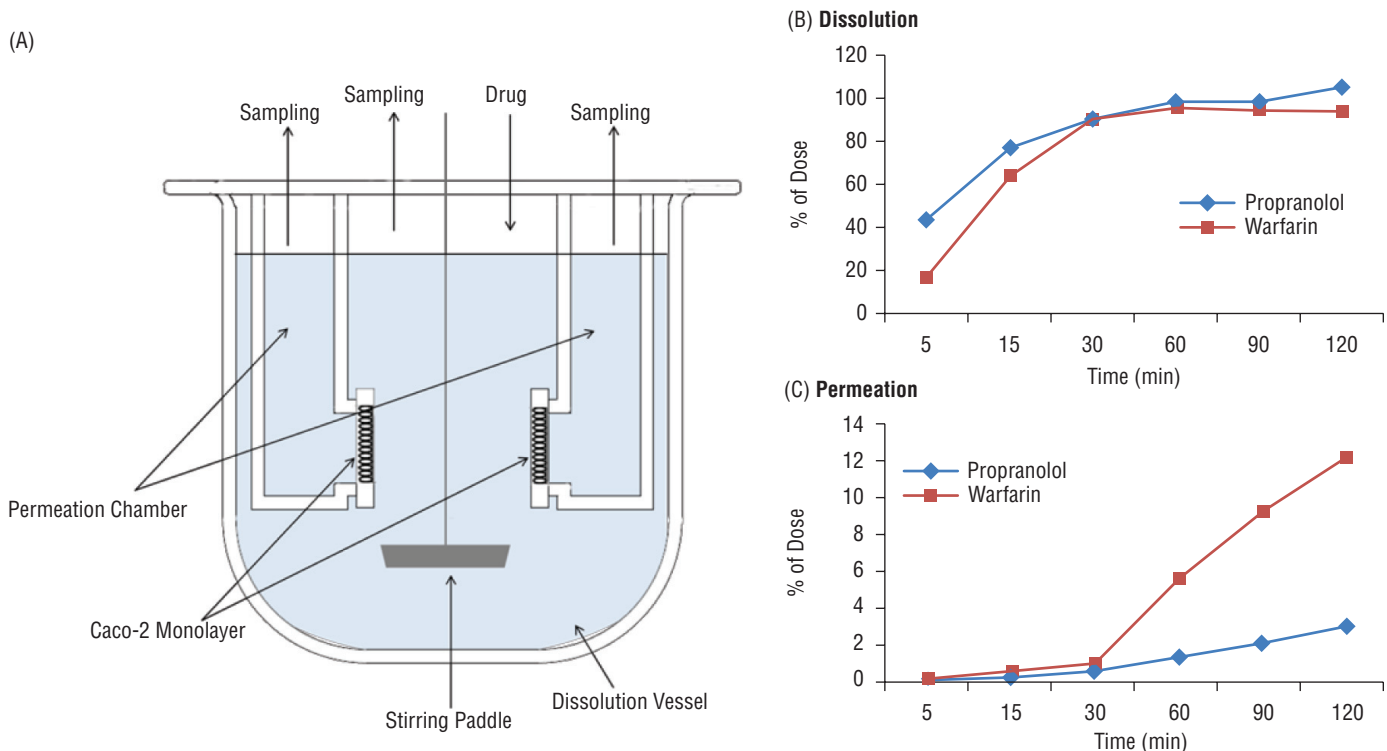 (A)
Sampling
Sampling
Drug
Sampling
Permeation Chamber
Caco-2 Monolayer
Stirring Paddle
Dissolution Vessel
(B) Dissolution
120
100
80
60
40
20
0
% of Dose
Propranolol
Warfarin
5 15 30 60 90 120
Time (min)
(C) Permeation
14
12
10
8
6
4
2
0
% of Dose
Propranolol
Warfarin
5 15 30 60 90 120
Time (min)